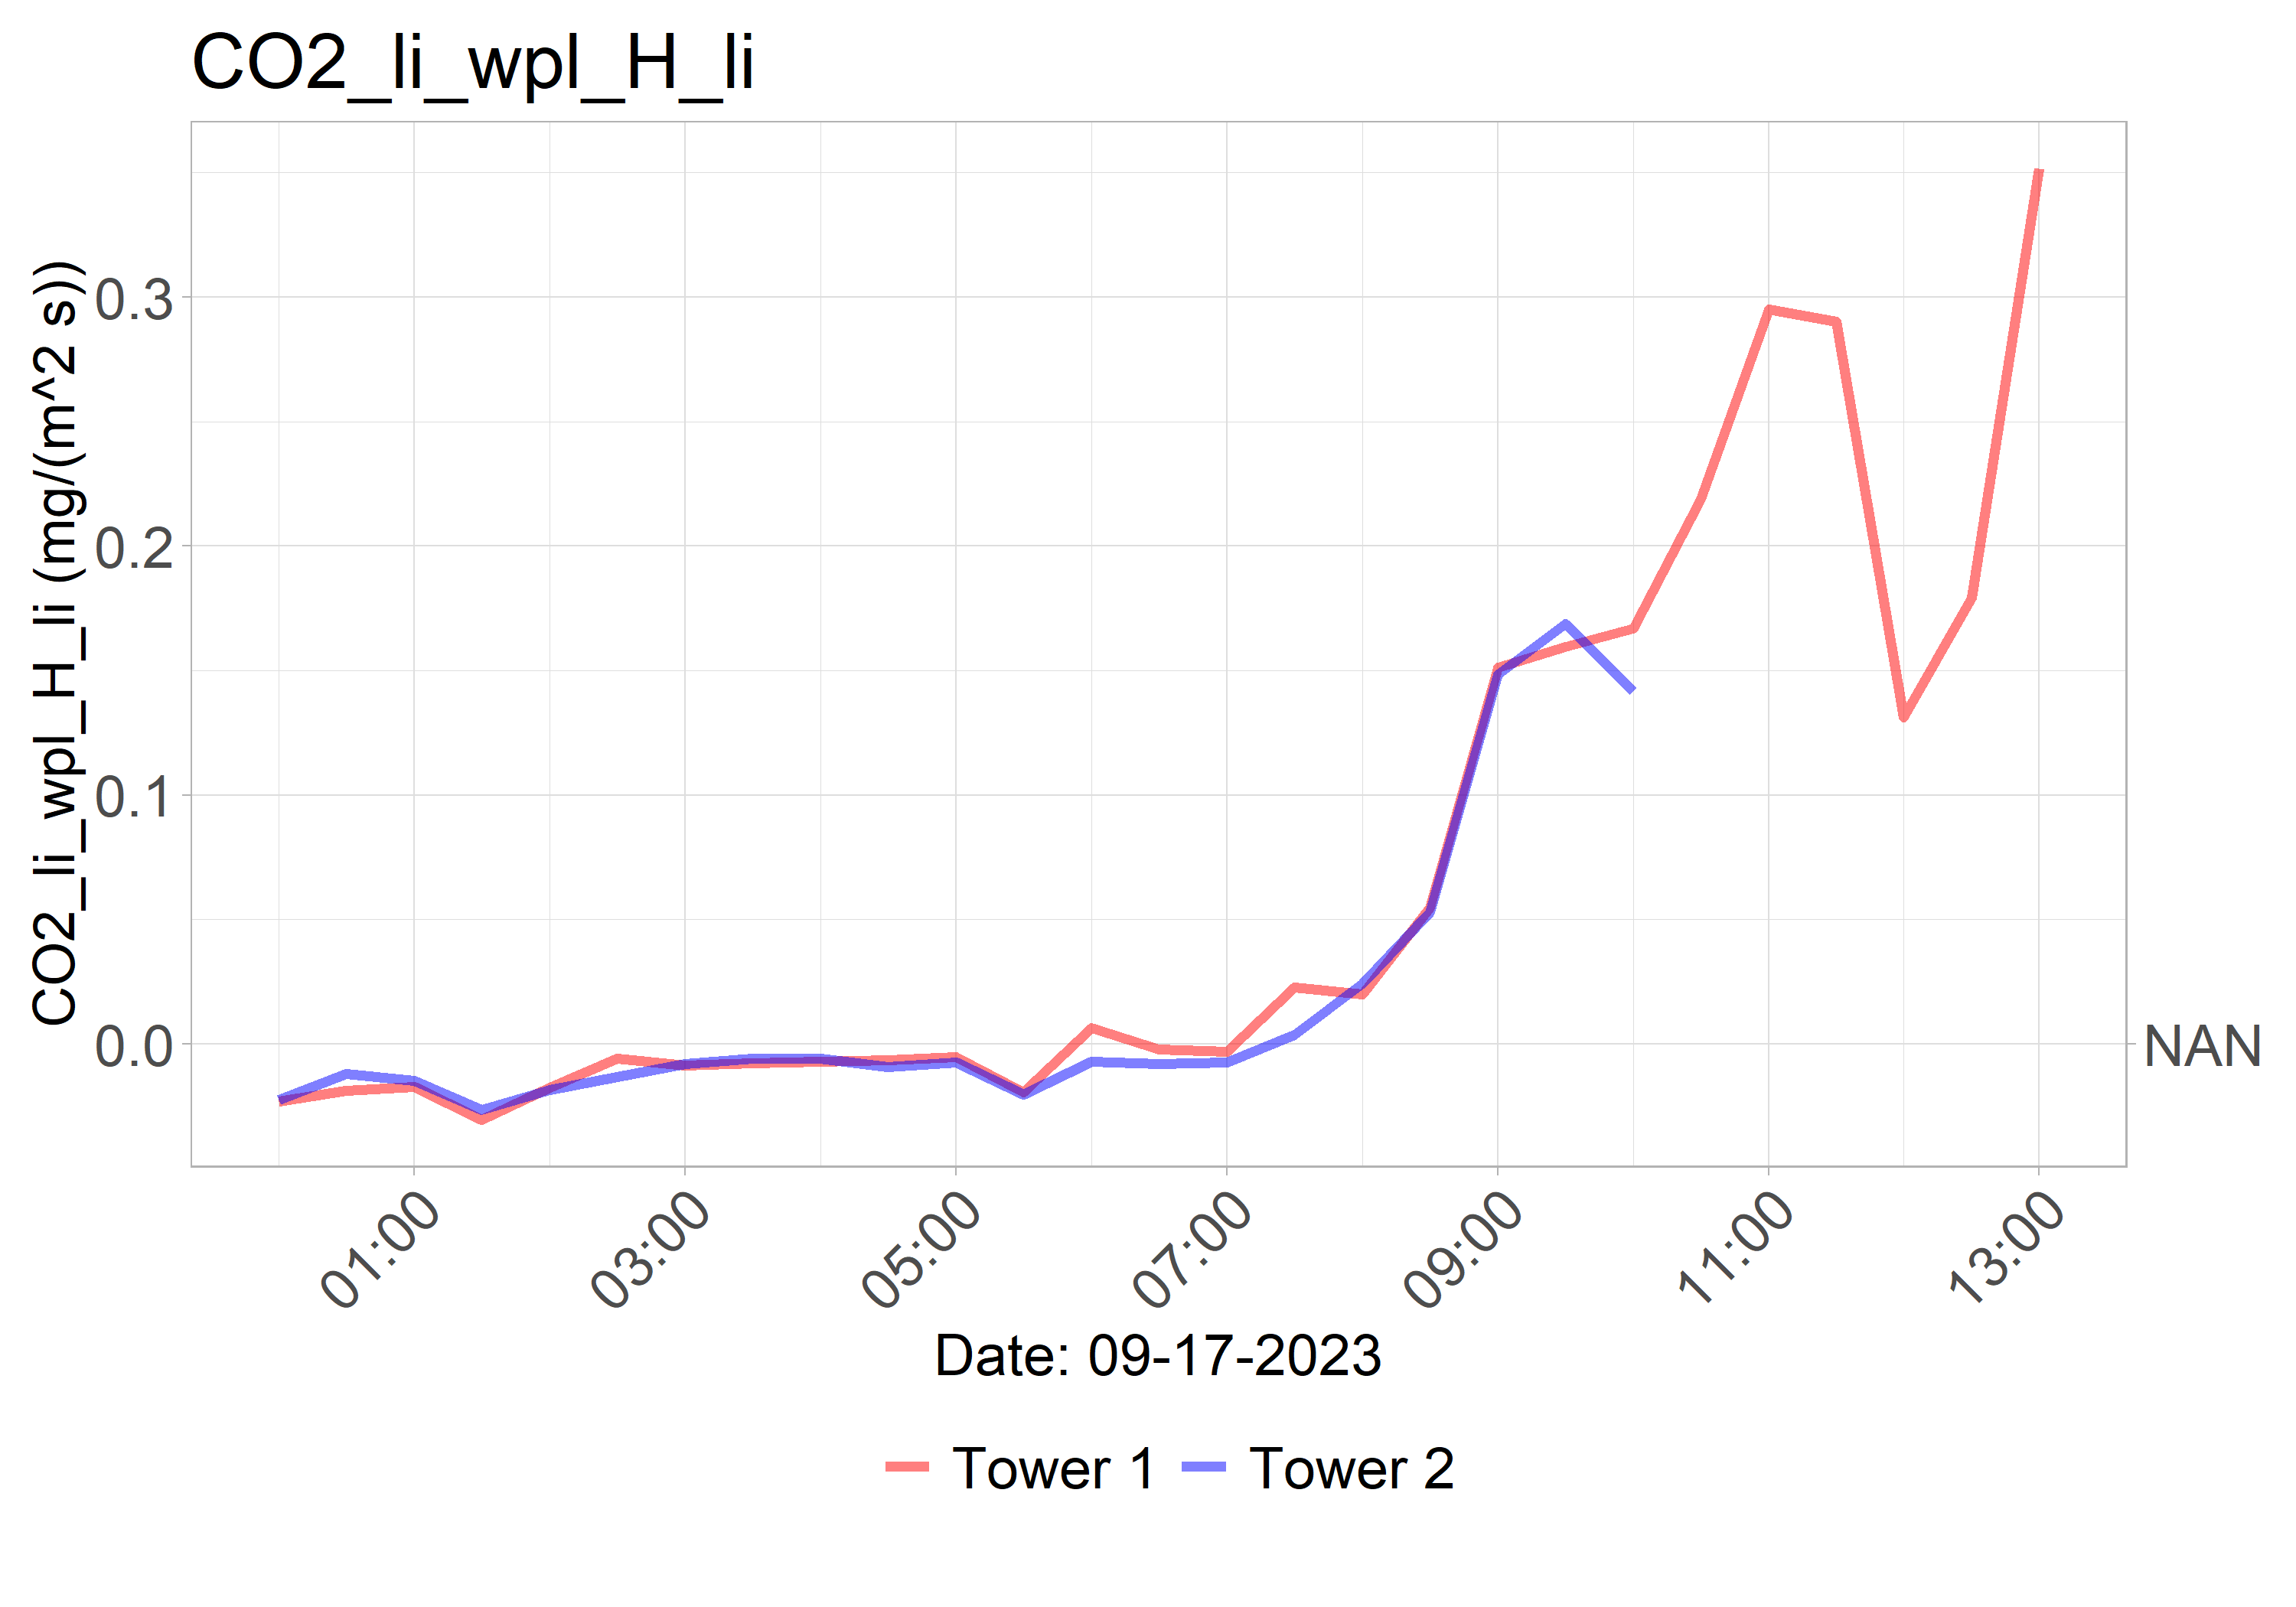 CO2_li_wpl_H_li
CO2_li_wpl_H_li (mg/(m^2 s))
0.3
0.2
0.1
0.0
NAN
01:00
03:00
05:00
07:00
09:00
11:00
13:00
Date: 09-17-2023
Tower 1
Tower 2